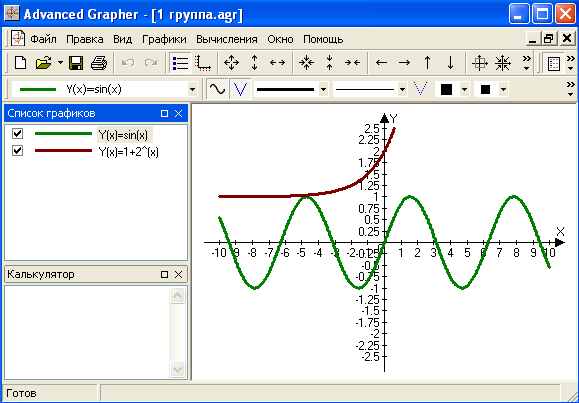 Advanced Grapher - [1 группа.agr]
Файл Правка Вид Графики Вычисления Окно Помощь
Y(x)=sin(x)
Список графиков
Y(x)=sin(x)
Y(x)=1+2^(x)
Калькулятор
Y
2.5
2.25
2
1.75
1.5
1.25
1
0.75
0.5
0.25
X
-10 -9 -8 -7 -6 -5 -4 -3 -2 -1 0 1 2 3 4 5 6 7 8 9 10
-0.25
-0.5
-0.75
-1
-1.25
-1.5
-1.75
-2
-2.25
-2.5
Готов